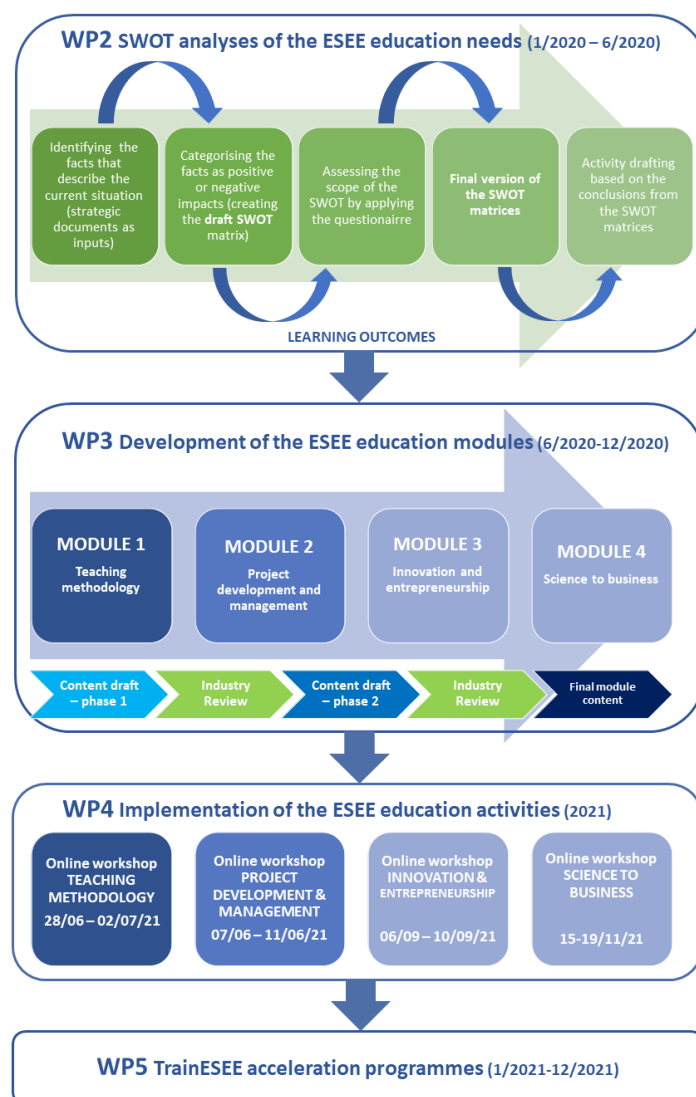 WP2 SWOT analyses of the ESEE education needs (1/2020 – 6/2020)
Identifying the
facts that
describe the
current situation
(strategic
documents as
inputs)
Categorising the
facts as positive
or negative
impacts (creating
the draft SWOT
matrix)
Assessing the
scope of the
SWOT by applying
the questionairre
Final version of
the SWOT
matrices
Activity drafting
based on the
conclusions from
the SWOT
matrices
LEARNING OUTCOMES
WP3 Development of the ESEE education modules (6/2020-12/2020)
MODULE 1
Teaching
methodology
MODULE 2
Project
development and
management
MODULE 3
Innovation and
entrepreneurship
MODULE 4
Science to business
Content draft
– phase 1
Industry
Review
Content draft
– phase 2
Industry
Review
Final module
content
WP4 Implementation of the ESEE education activities (2021)
Online workshop
TEACHING
METHODOLOGY
28/06 – 02/07/21
Online workshop
PROJECT
DEVELOPMENT &
MANAGEMENT
07/06 – 11/06/21
Online workshop
INNOVATION &
ENTREPRENEURSHIP
06/09 – 10/09/21
Online workshop
SCIENCE TO
BUSINESS
15-19/11/21
WP5 TrainESEE acceleration programmes (1/2021-12/2021)